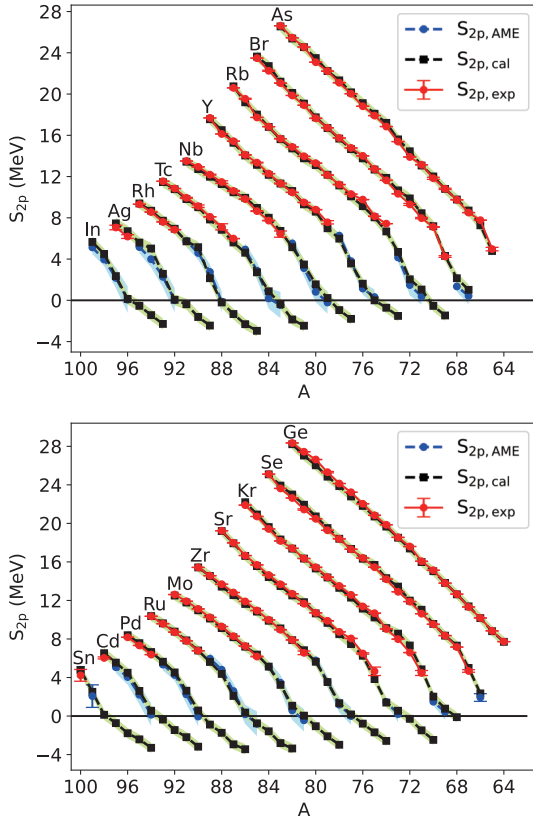 28
24
20
16
12
8
4
0
−4
S2p (MeV)
As
Br
Rb
Y
Nb
Tc
Rh
Ag
In
S2p, AME
S2p, cal
S2p, exp
100 96 92 88 84 80 76 72 68 64
A
28
24
20
16
12
8
4
0
−4
S2p (MeV)
Ge
Se
Kr
Sr
Zr
Mo
Ru
Pd
Cd
Sn
S2p, AME
S2p, cal
S2p, exp
100 96 92 88 84 80 76 72 68 64
A